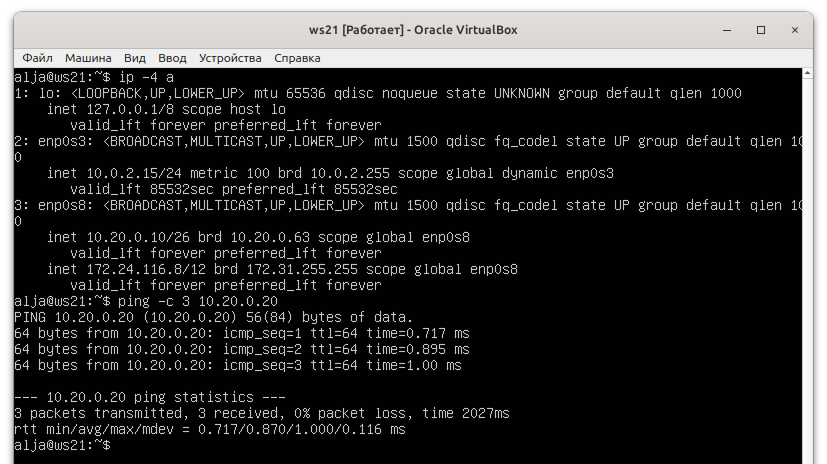 ws21 [Работает] - Oracle VirtualBox
Файл Машина Вид Ввод Устройства Справка
alja@ws21:~$ ip -4 a
1: lo: <LOOPBACK,UP,LOWER_UP> mtu 65536 qdisc noqueue state UNKNOWN group default qlen 1000
    inet 127.0.0.1/8 scope host lo
       valid_lft forever preferred_lft forever
2: enp0s3: <BROADCAST,MULTICAST,UP,LOWER_UP> mtu 1500 qdisc fq_codel state UP group default qlen 10
0
    inet 10.0.2.15/24 metric 100 brd 10.0.2.255 scope global dynamic enp0s3
       valid_lft 85532sec preferred_lft 85532sec
3: enp0s8: <BROADCAST,MULTICAST,UP,LOWER_UP> mtu 1500 qdisc fq_codel state UP group default qlen 10
0
    inet 10.20.0.10/26 brd 10.20.0.63 scope global enp0s8
       valid_lft forever preferred_lft forever
    inet 172.24.116.8/12 brd 172.31.255.255 scope global enp0s8
       valid_lft forever preferred_lft forever
alja@ws21:~$ ping -c 3 10.20.0.20
PING 10.20.0.20 (10.20.0.20) 56(84) bytes of data.
64 bytes from 10.20.0.20: icmp_seq=1 ttl=64 time=0.717 ms
64 bytes from 10.20.0.20: icmp_seq=2 ttl=64 time=0.895 ms
64 bytes from 10.20.0.20: icmp_seq=3 ttl=64 time=1.00 ms

--- 10.20.0.20 ping statistics ---
3 packets transmitted, 3 received, 0% packet loss, time 2027ms
rtt min/avg/max/mdev = 0.717/0.870/1.000/0.116 ms
alja@ws21:~$